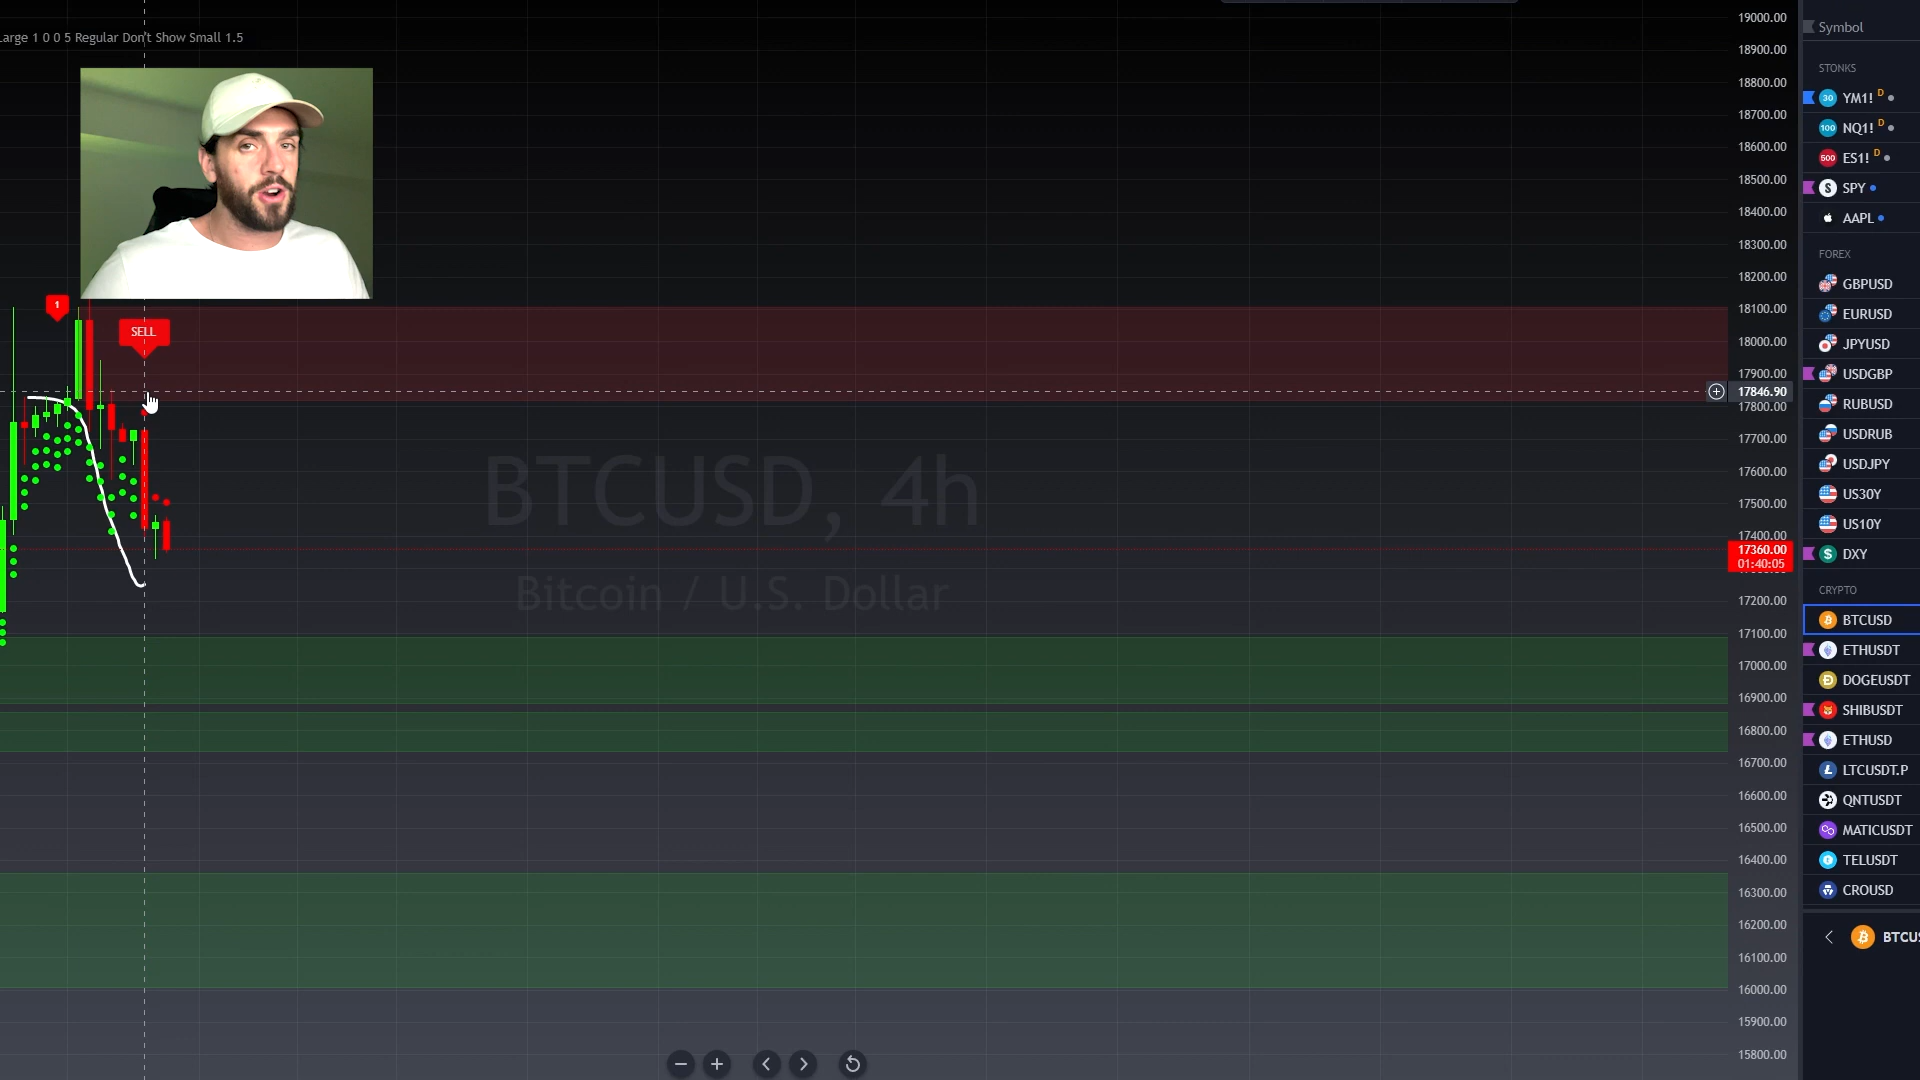 Large 1 0 0 5 Regular Don't Show Small 1.5
1
SELL
BTCUSD, 4h
Bitcoin / U.S. Dollar
19000.00
18900.00
18800.00
18700.00
18600.00
18500.00
18400.00
18300.00
18200.00
18100.00
18000.00
17900.00
17846.90
17800.00
17700.00
17600.00
17500.00
17400.00
17360.00
01:40:05
17200.00
17100.00
17000.00
16900.00
16800.00
16700.00
16600.00
16500.00
16400.00
16300.00
16200.00
16100.00
16000.00
15900.00
15800.00
Symbol
STONKS
30 YM1! D
100 NQ1! D
500 ES1! D
S SPY
AAPL
FOREX
GBPUSD
EURUSD
JPYUSD
USDGBP
RUBUSD
USDRUB
USDJPY
US30Y
US10Y
$ DXY
CRYPTO
BTCUSD
ETHUSDT
DOGEUSDT
SHIBUSDT
ETHUSD
LTCUSDT.P
QNTUSDT
MATICUSDT
TELUSDT
CROUSD
BTCUS